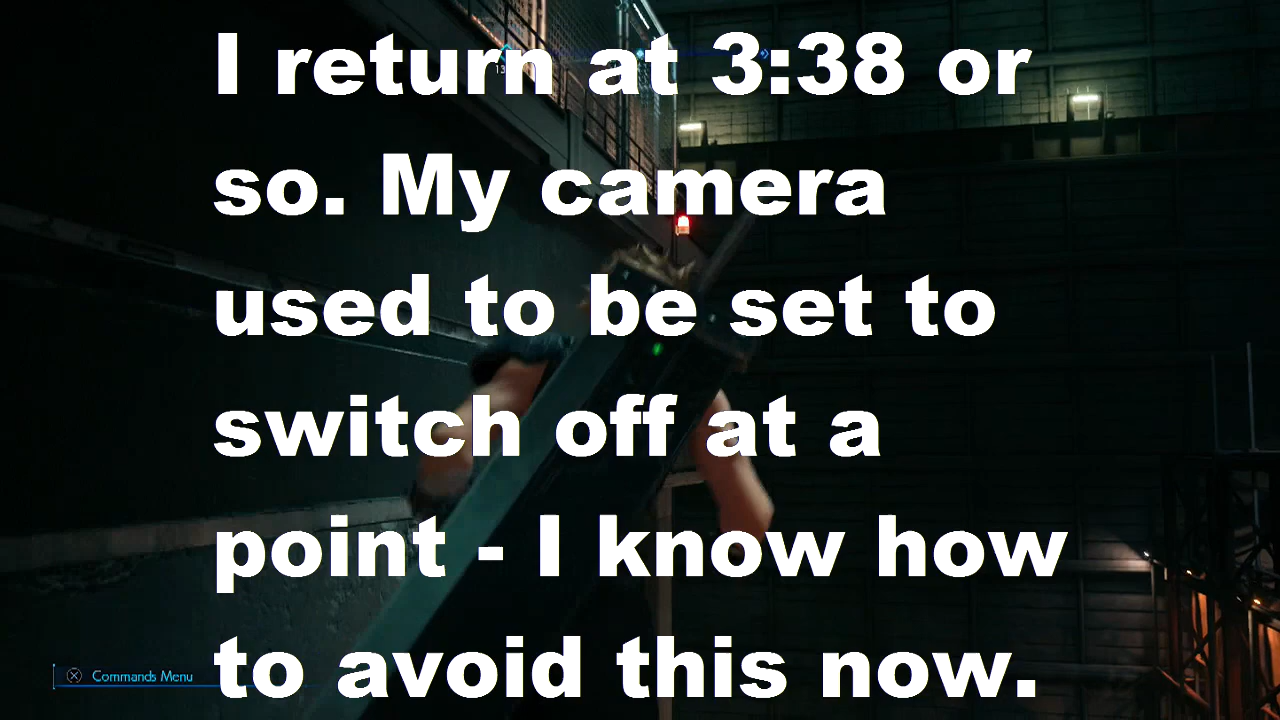 I return at 3:38 or
so. My camera
used to be set to
switch off at a
point - I know how
to avoid this now.
Commands Menu